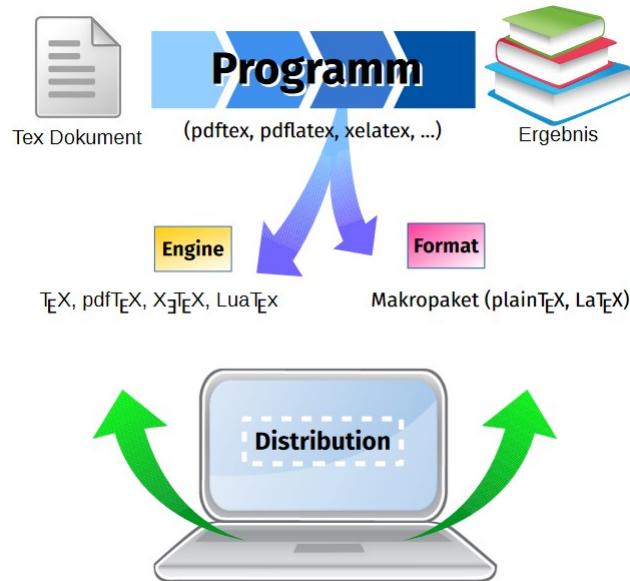 Programm
Tex Dokument
(pdftex, pdflatex, xelatex, ...)
Ergebnis
Engine
Format
TEX, pdfTEX, XƎTEX, LuaTEx
Makropaket (plainTEX, LaTEX)
Distribution